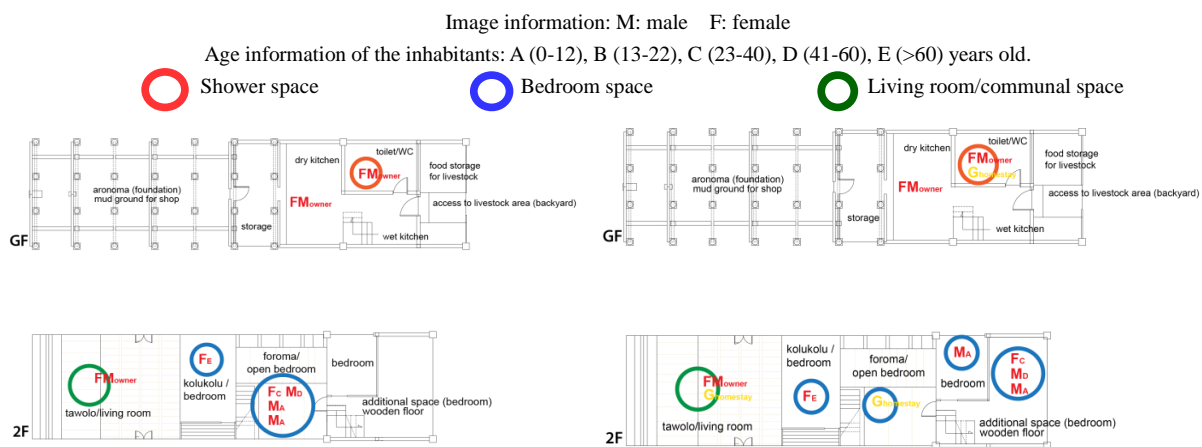 Image information: M: male F: female
Age information of the inhabitants: A (0-12), B (13-22), C (23-40), D (41-60), E (>60) years old.
Shower space
Bedroom space
Living room/communal space
dry kitchen
toilet/WC
FMowner
food storage
for livestock
aronoma (foundation)
mud ground for shop
FMowner
access to livestock area (backyard)
storage
wet kitchen
GF
dry kitchen
toilet/WC
FMowner
Ghomestay
food storage
for livestock
aronoma (foundation)
mud ground for shop
FMowner
access to livestock area (backyard)
storage
wet kitchen
GF
FE
foroma/
open bedroom
bedroom
FMowner
kolukolu /
bedroom
FC MD
MA
MA
tawolo/living room
additional space (bedroom)
wooden floor
2F
kolukolu /
bedroom
foroma/
open bedroom
MA
FC
MD
MA
FMowner
Ghomestay
bedroom
FE
Ghomestay
tawolo/living room
additional space (bedroom)
wooden floor
2F